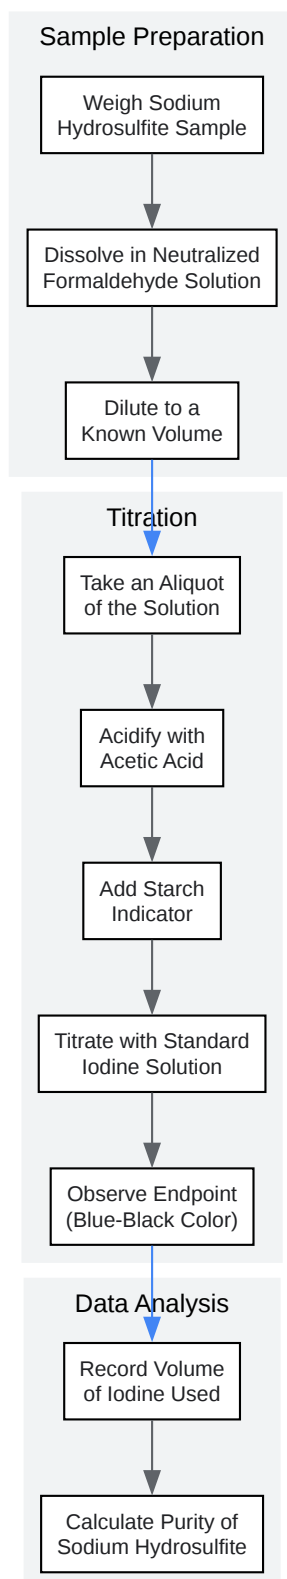 Sample Preparation
Weigh Sodium
Hydrosulfite Sample
Dissolve in Neutralized
Formaldehyde Solution
Dilute to a
Known Volume
Titration
Take an Aliquot
of the Solution
Acidify with
Acetic Acid
Add Starch
Indicator
Titrate with Standard
Iodine Solution
Observe Endpoint
(Blue-Black Color)
Data Analysis
Record Volume
of Iodine Used
Calculate Purity of
Sodium Hydrosulfite